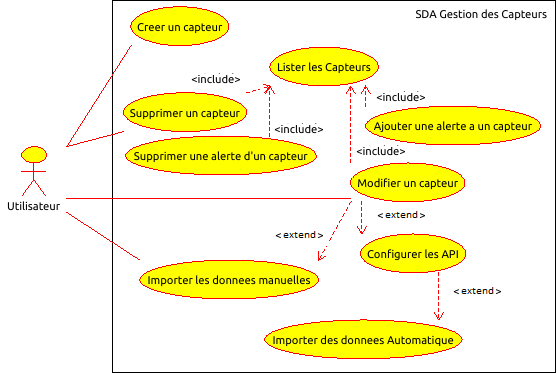 SDA Gestion des Capteurs
Creer un capteur
Lister les Capteurs
<include>
<include>
Supprimer un capteur
Ajouter une alerte a un capteur
<include>
<include>
Supprimer une alerte d'un capteur
Modifier un capteur
Utilisateur
<extend>
<extend>
Configurer les API
Importer les donnees manuelles
<extend>
Importer des donnees Automatique